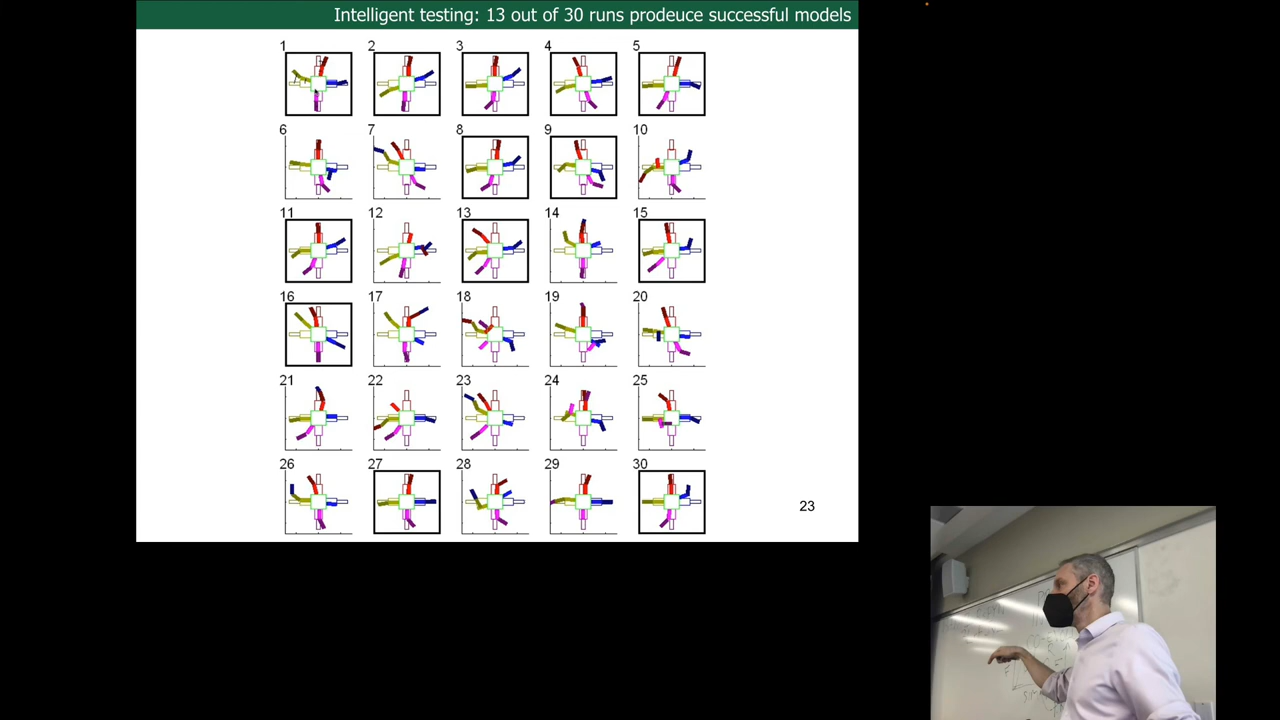 Intelligent testing: 13 out of 30 runs prodeuce successful models
1 2 3 4 5
6 7 8 9 10
11 12 13 14 15
16 17 18 19 20
21 22 23 24 25
26 27 28 29 30
23